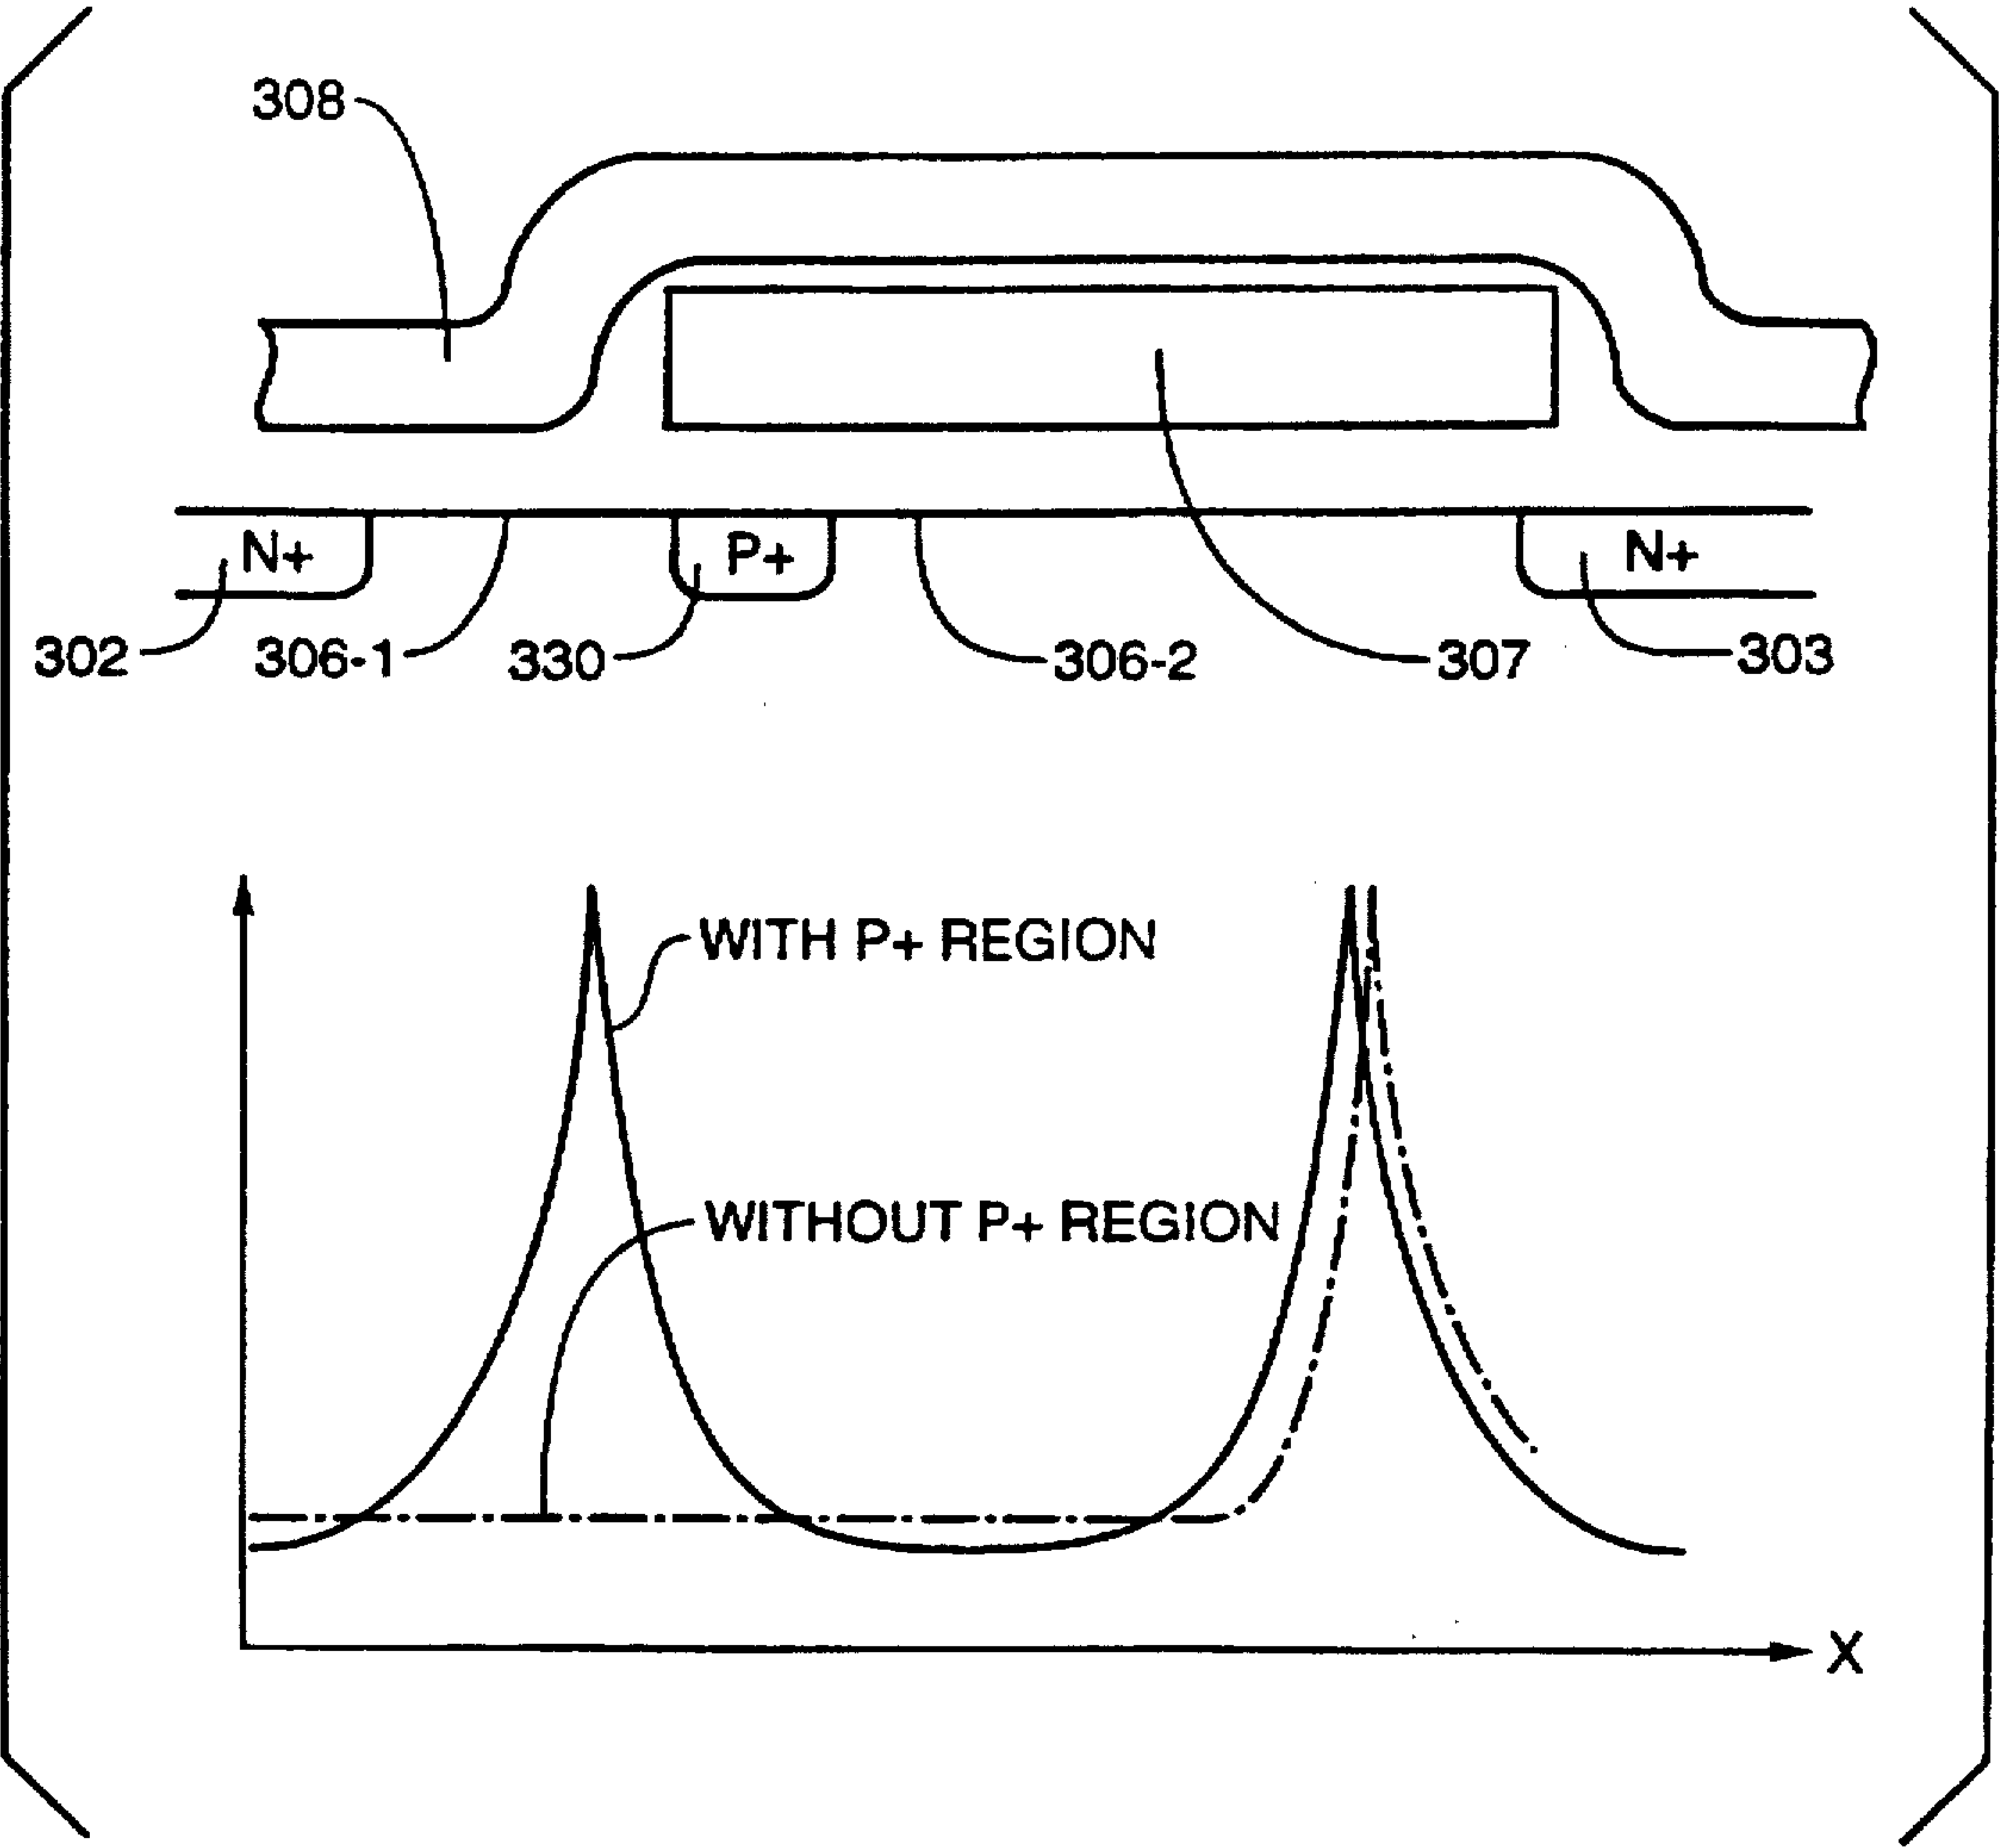 308
N+ P+ N+
302 306-1 330 306-2 307 303
WITH P+ REGION
WITHOUT P+ REGION
X